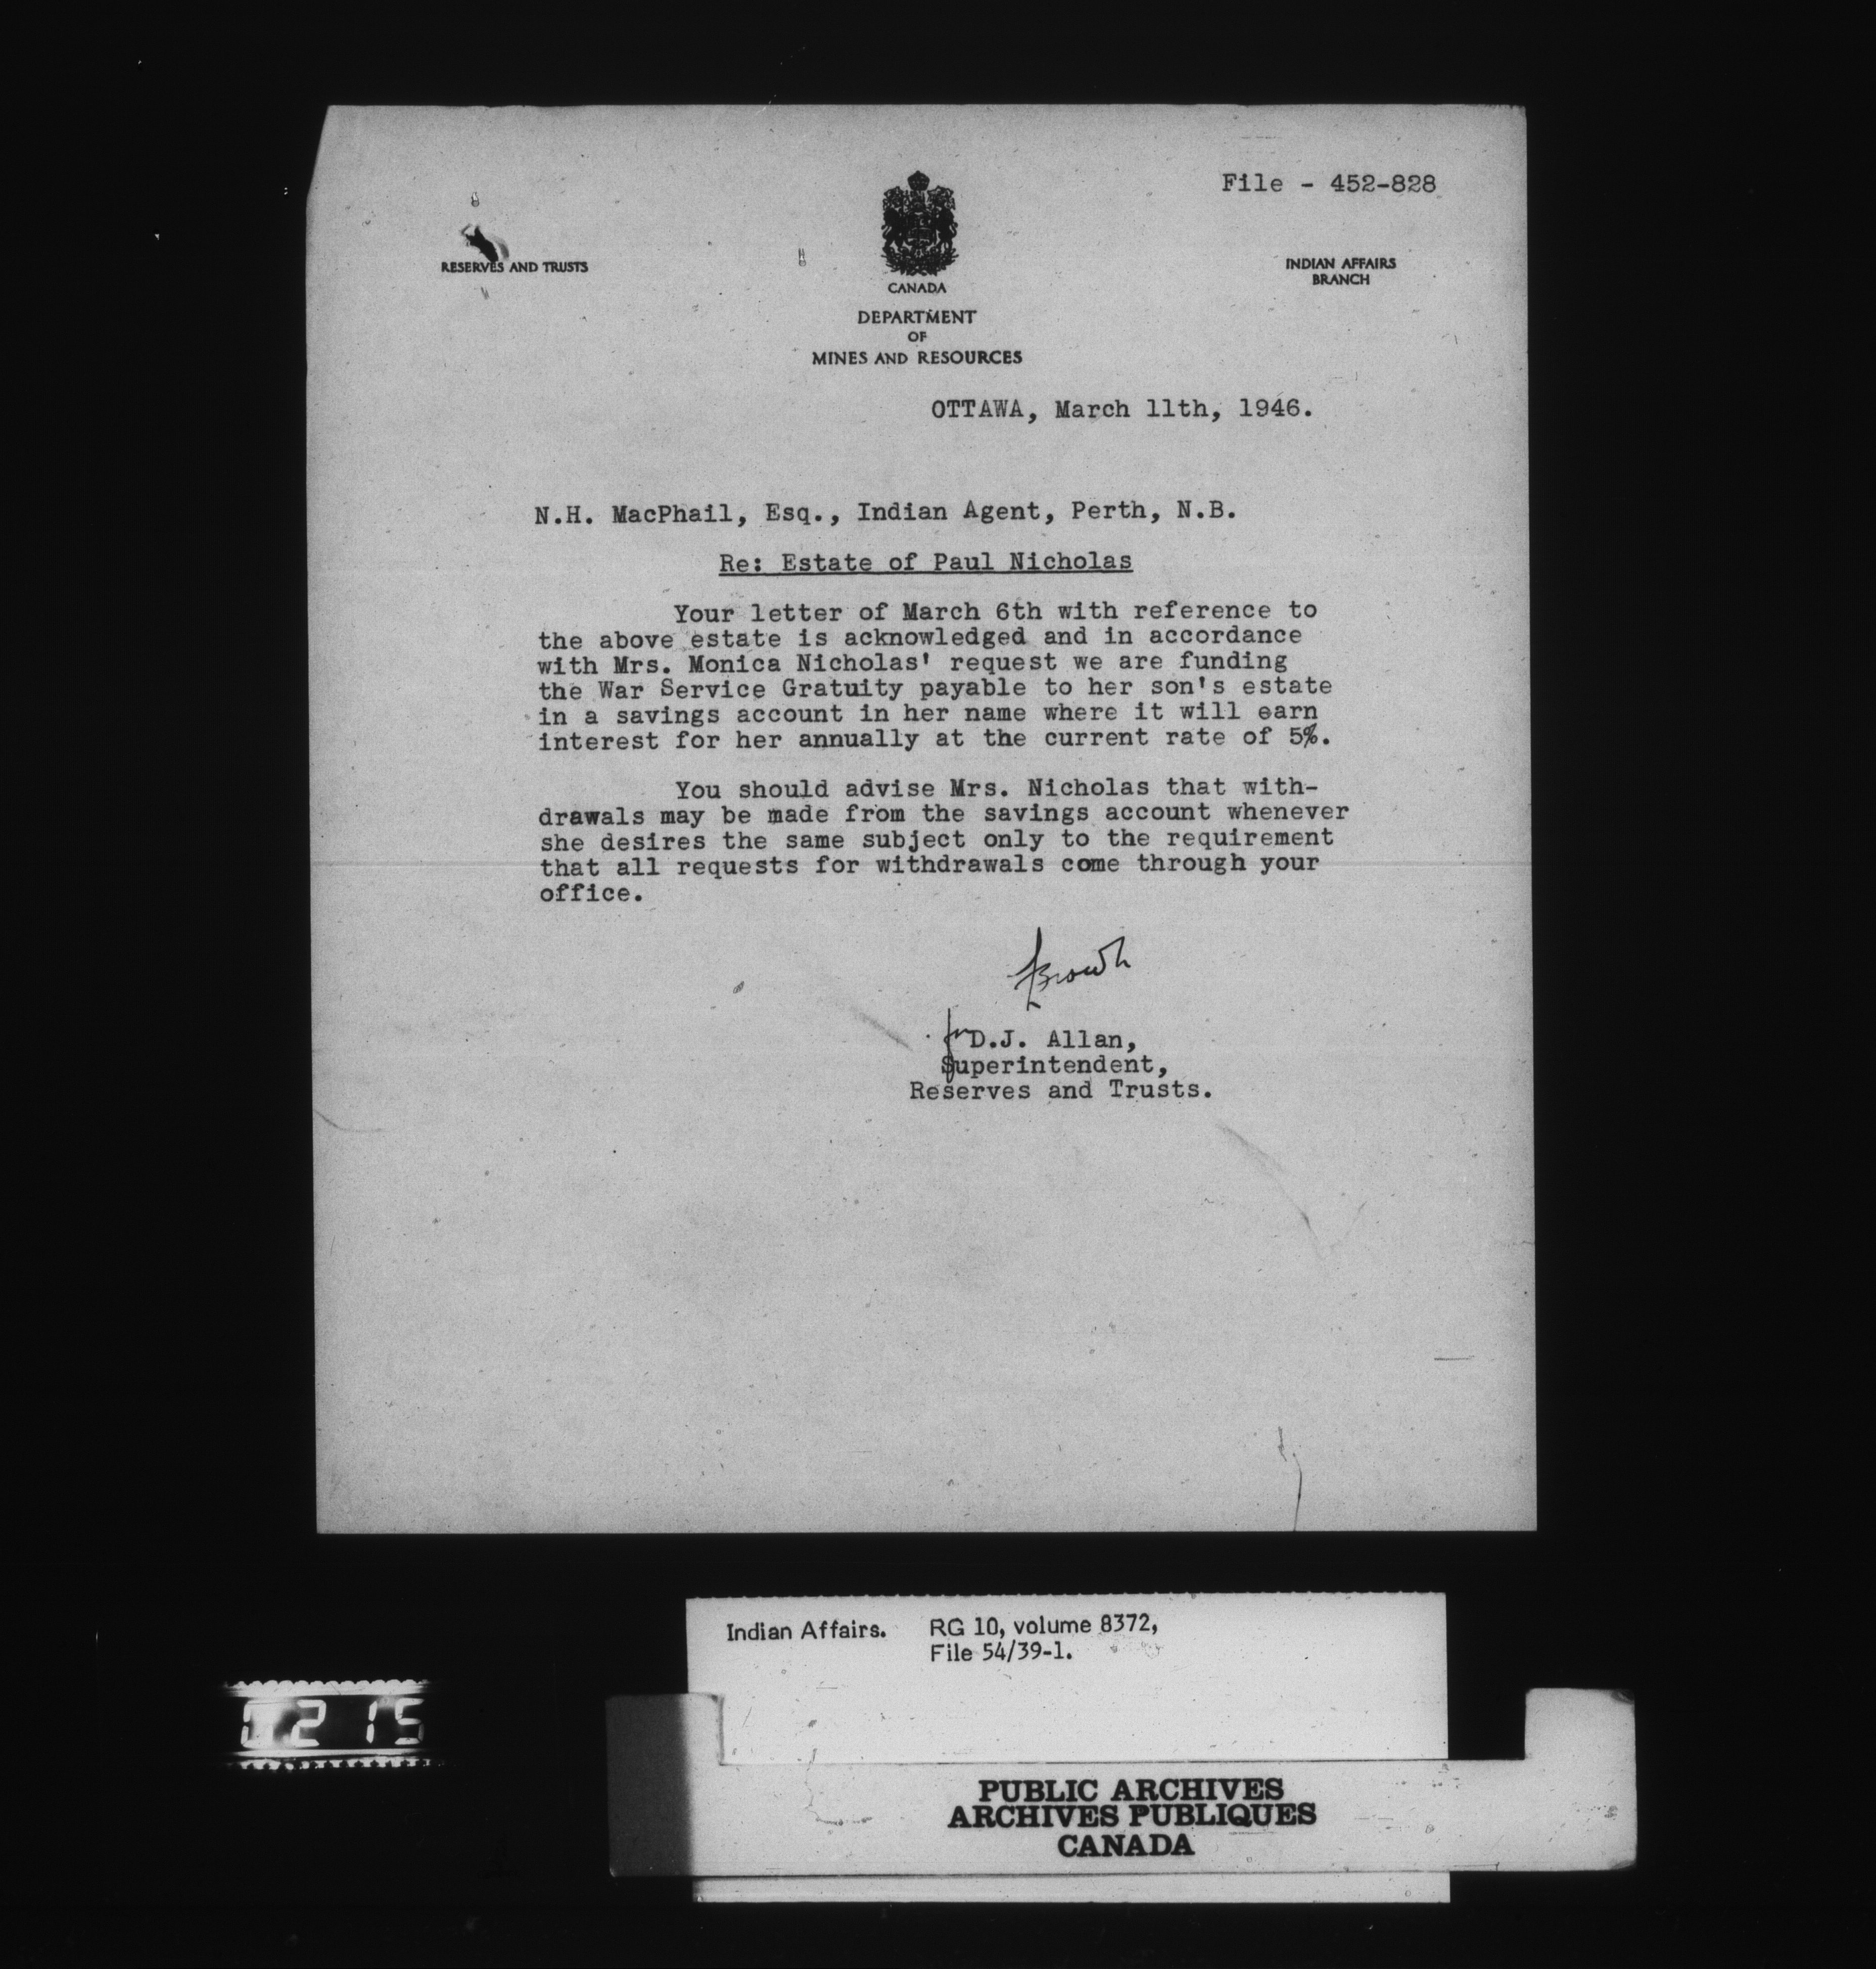 File - 452-828
RESERVES AND TRUSTS
CANADA
INDIAN AFFAIRS
BRANCH
DEPARTMENT
OF
MINES AND RESOURCES
OTTAWA, March 11th, 1946.
N.H. MacPhail, Esq., Indian Agent, Perth, N.B.
Re: Estate of Paul Nicholas
Your letter of March 6th with reference to
the above estate is acknowledged and in accordance
with Mrs. Monica Nicholas' request we are funding
the War Service Gratuity payable to her son's estate
in a savings account in her name where it will earn
interest for her annually at the current rate of 5%.
You should advise Mrs. Nicholas that with-
drawals may be made from the savings account whenever
she desires the same subject only to the requirement
that all requests for withdrawals come through your
office.
for D.J. Allan,
Superintendent,
Reserves and Trusts.
Indian Affairs. RG 10, volume 8372,
File 54/39-1.
0215
PUBLIC ARCHIVES
ARCHIVES PUBLIQUES
CANADA